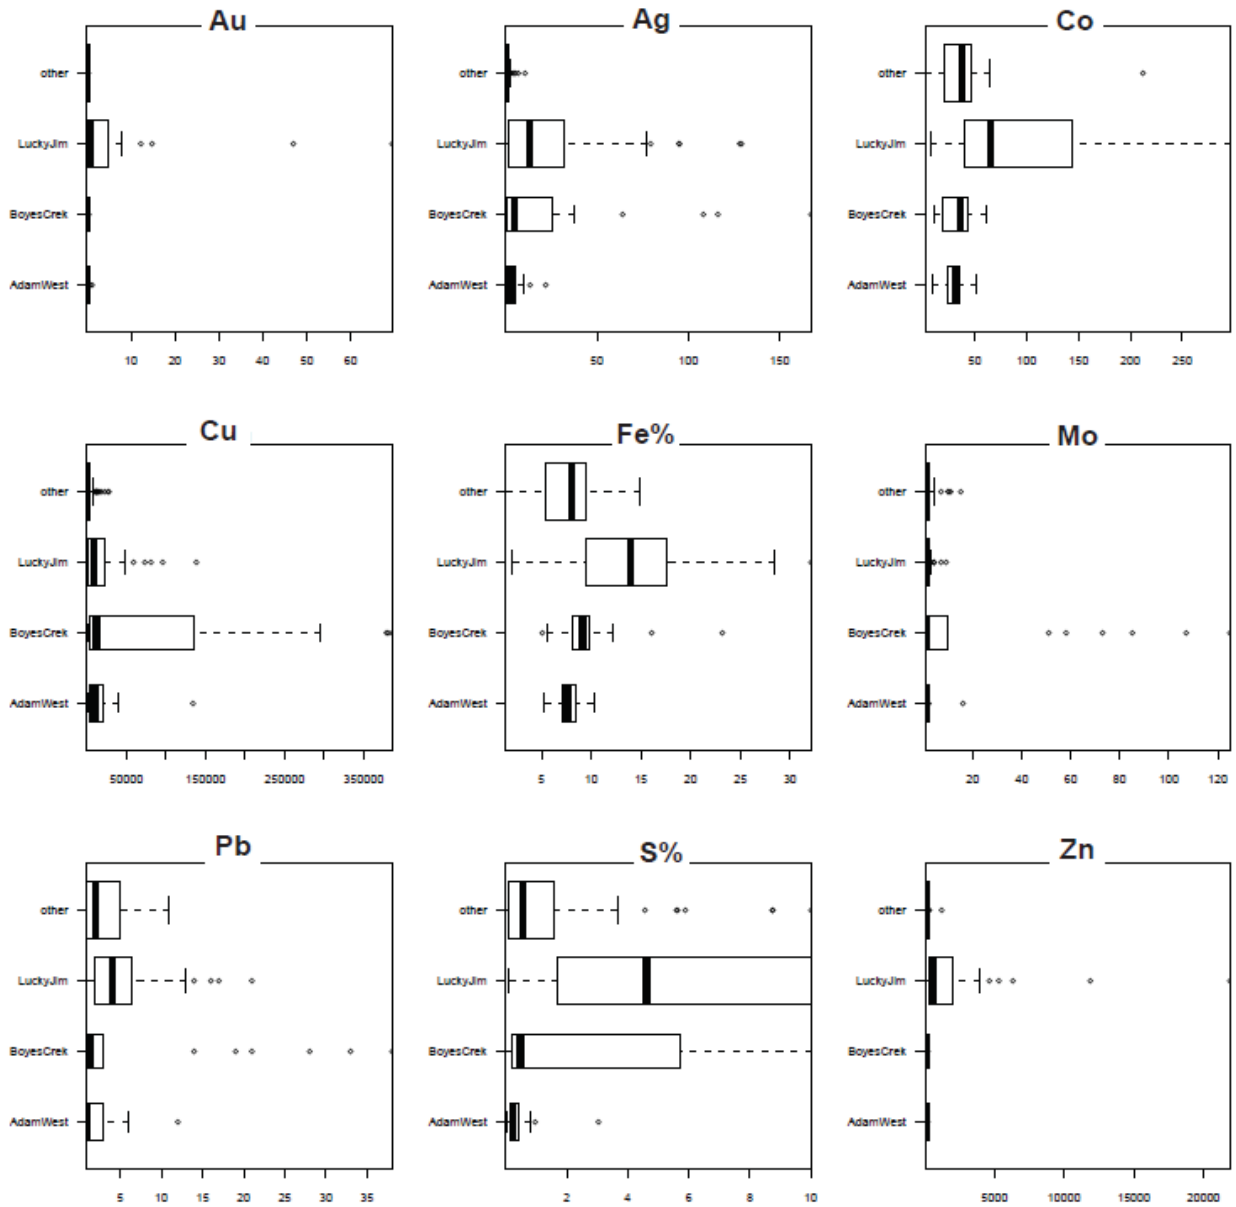 Au
other
LuckyJim
BoyesCrek
AdamWest
10 20 30 40 50 60
Ag
other
LuckyJim
BoyesCrek
AdamWest
50 100 150
Co
other
LuckyJim
BoyesCrek
AdamWest
50 100 150 200 250
Cu
other
LuckyJim
BoyesCrek
AdamWest
50000 150000 250000 350000
Fe%
other
LuckyJim
BoyesCrek
AdamWest
5 10 15 20 25 30
Mo
other
LuckyJim
BoyesCrek
AdamWest
20 40 60 80 100 120
Pb
other
LuckyJim
BoyesCrek
AdamWest
5 10 15 20 25 30 35
S%
other
LuckyJim
BoyesCrek
AdamWest
2 4 6 8 10
Zn
other
LuckyJim
BoyesCrek
AdamWest
5000 10000 15000 20000